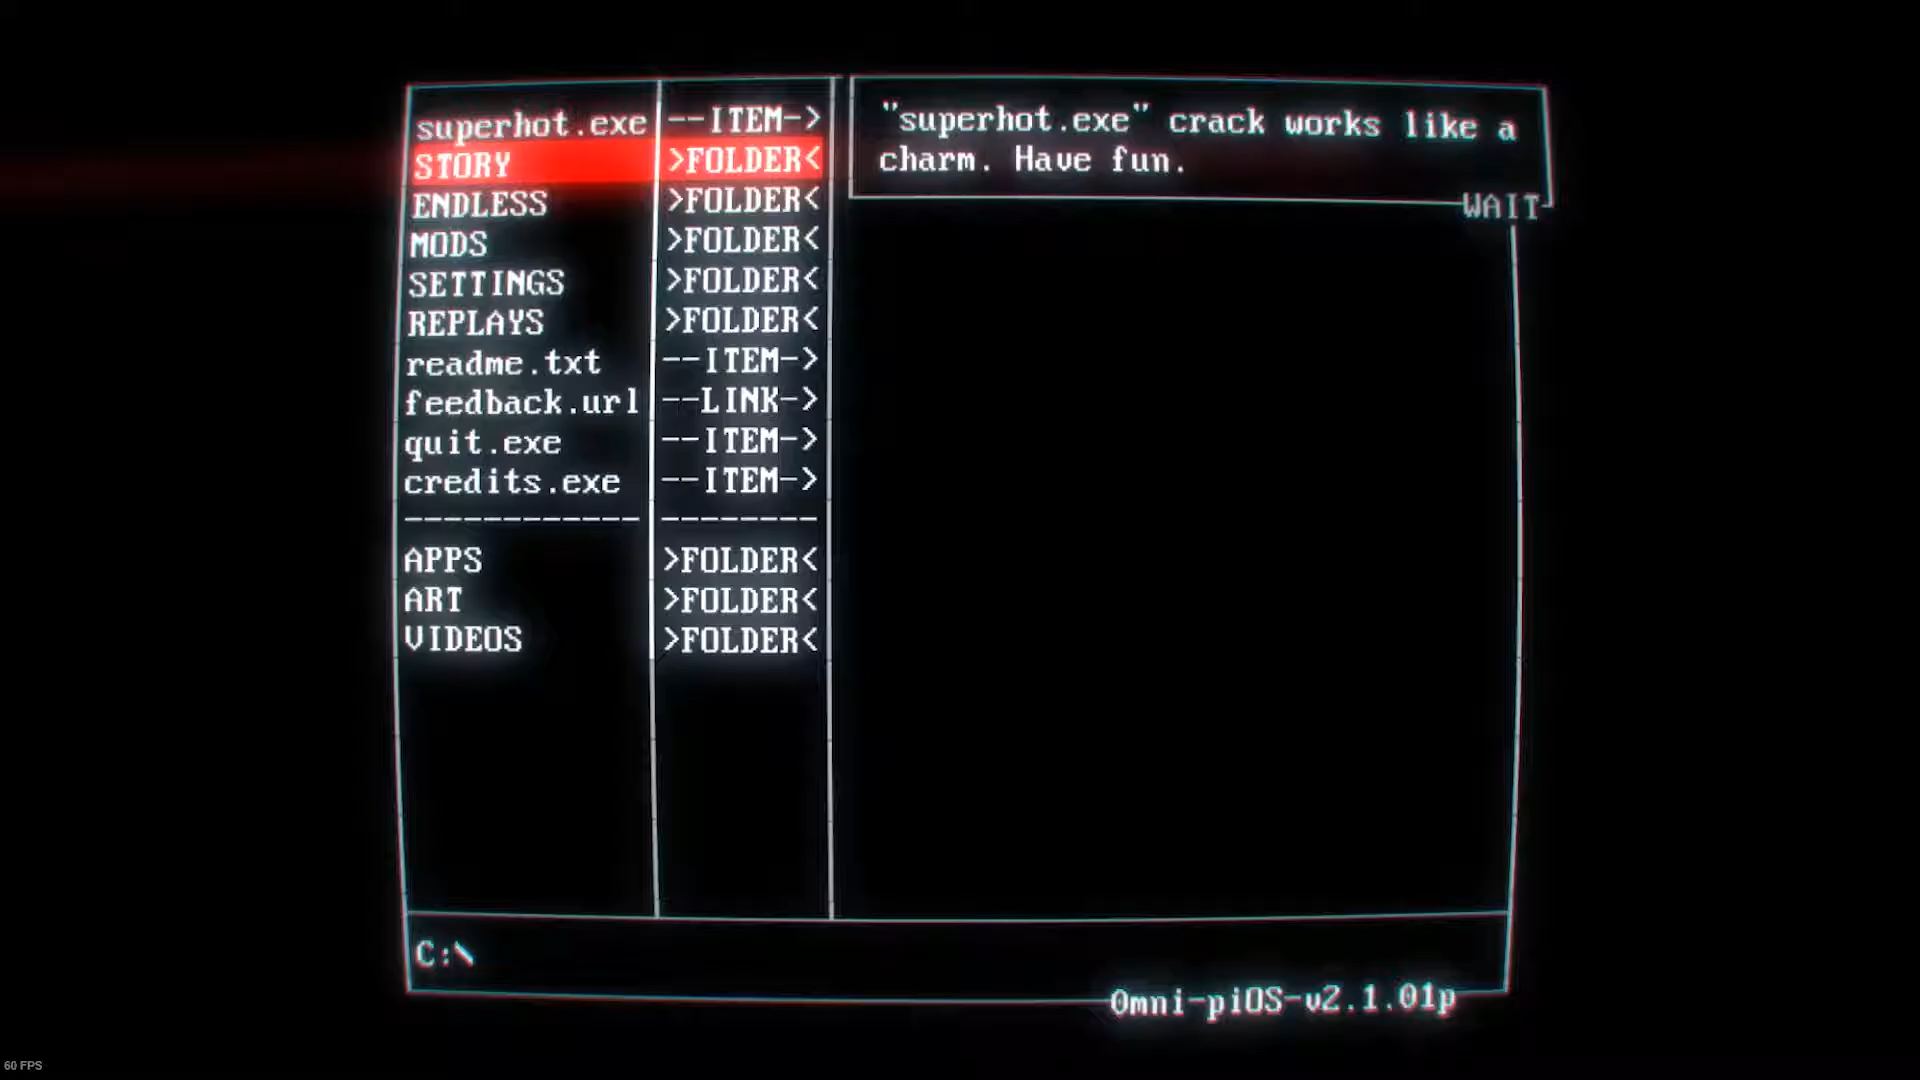 superhot.exe --ITEM->
STORY >FOLDER<
ENDLESS >FOLDER<
MODS >FOLDER<
SETTINGS >FOLDER<
REPLAYS >FOLDER<
readme.txt --ITEM->
feedback.url --LINK->
quit.exe --ITEM->
credits.exe --ITEM->
------------ --------
APPS >FOLDER<
ART >FOLDER<
VIDEOS >FOLDER<
"superhot.exe" crack works like a
charm. Have fun.
WAIT
C:\
Omni-piOS-v2.1.01p
60 FPS